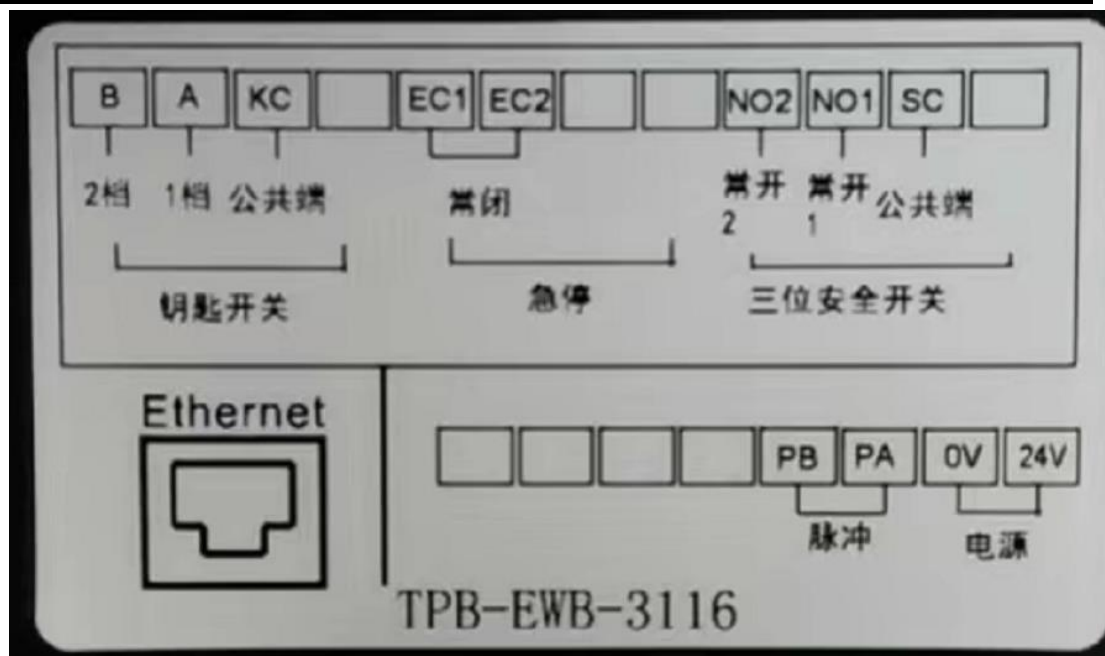 B A KC EC1 EC2 NO2 NO1 SC
2档 1档 公共端 常闭 常开2 常开1 公共端
钥匙开关 急停 三位安全开关
Ethernet
PB PA 0V 24V
脉冲 电源
TPB-EWB-3116